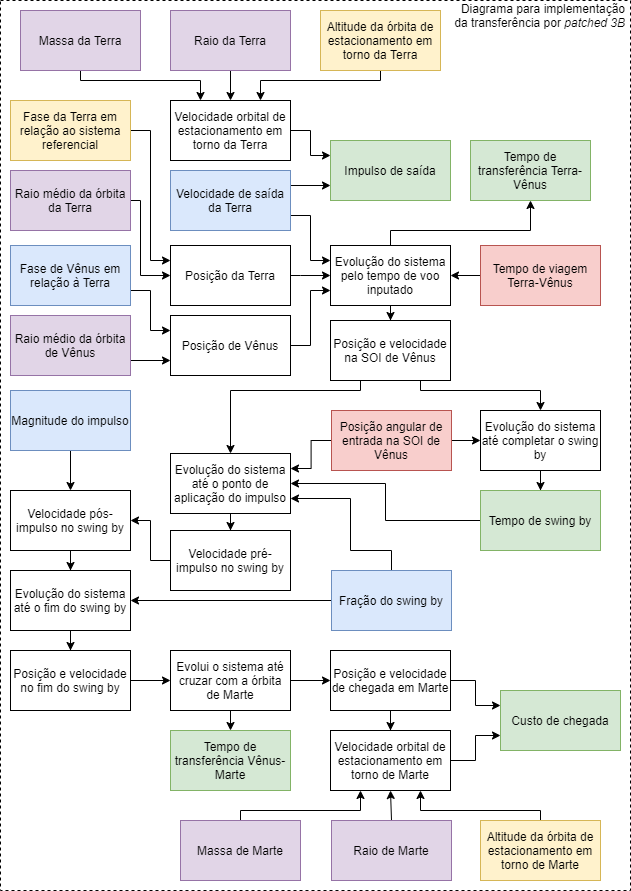 Diagrama para implementação
da transferência por patched 3B
Massa da Terra
Raio da Terra
Altitude da órbita de
estacionamento em
torno da Terra
Fase da Terra em
relação ao sistema
referencial
Velocidade orbital de
estacionamento em
torno da Terra
Impulso de saída
Tempo de
transferência Terra-
Vênus
Raio médio da órbita
da Terra
Velocidade de saída
da Terra
Fase de Vênus em
relação à Terra
Posição da Terra
Evolução do sistema
pelo tempo de voo
inputado
Tempo de viagem
Terra-Vênus
Raio médio da órbita
de Vênus
Posição de Vênus
Posição e velocidade
na SOI de Vênus
Magnitude do impulso
Posição angular de
entrada na SOI de
Vênus
Evolução do sistema
até completar o swing
by
Evolução do sistema
até o ponto de
aplicação do impulso
Velocidade pós-
impulso no swing by
Tempo de swing by
Velocidade pré-
impulso no swing by
Evolução do sistema
até o fim do swing by
Fração do swing by
Posição e velocidade
no fim do swing by
Evolui o sistema até
cruzar com a órbita
de Marte
Posição e velocidade
de chegada em Marte
Custo de chegada
Tempo de
transferência Vênus-
Marte
Velocidade orbital de
estacionamento em
torno de Marte
Massa de Marte
Raio de Marte
Altitude da órbita de
estacionamento em
torno de Marte